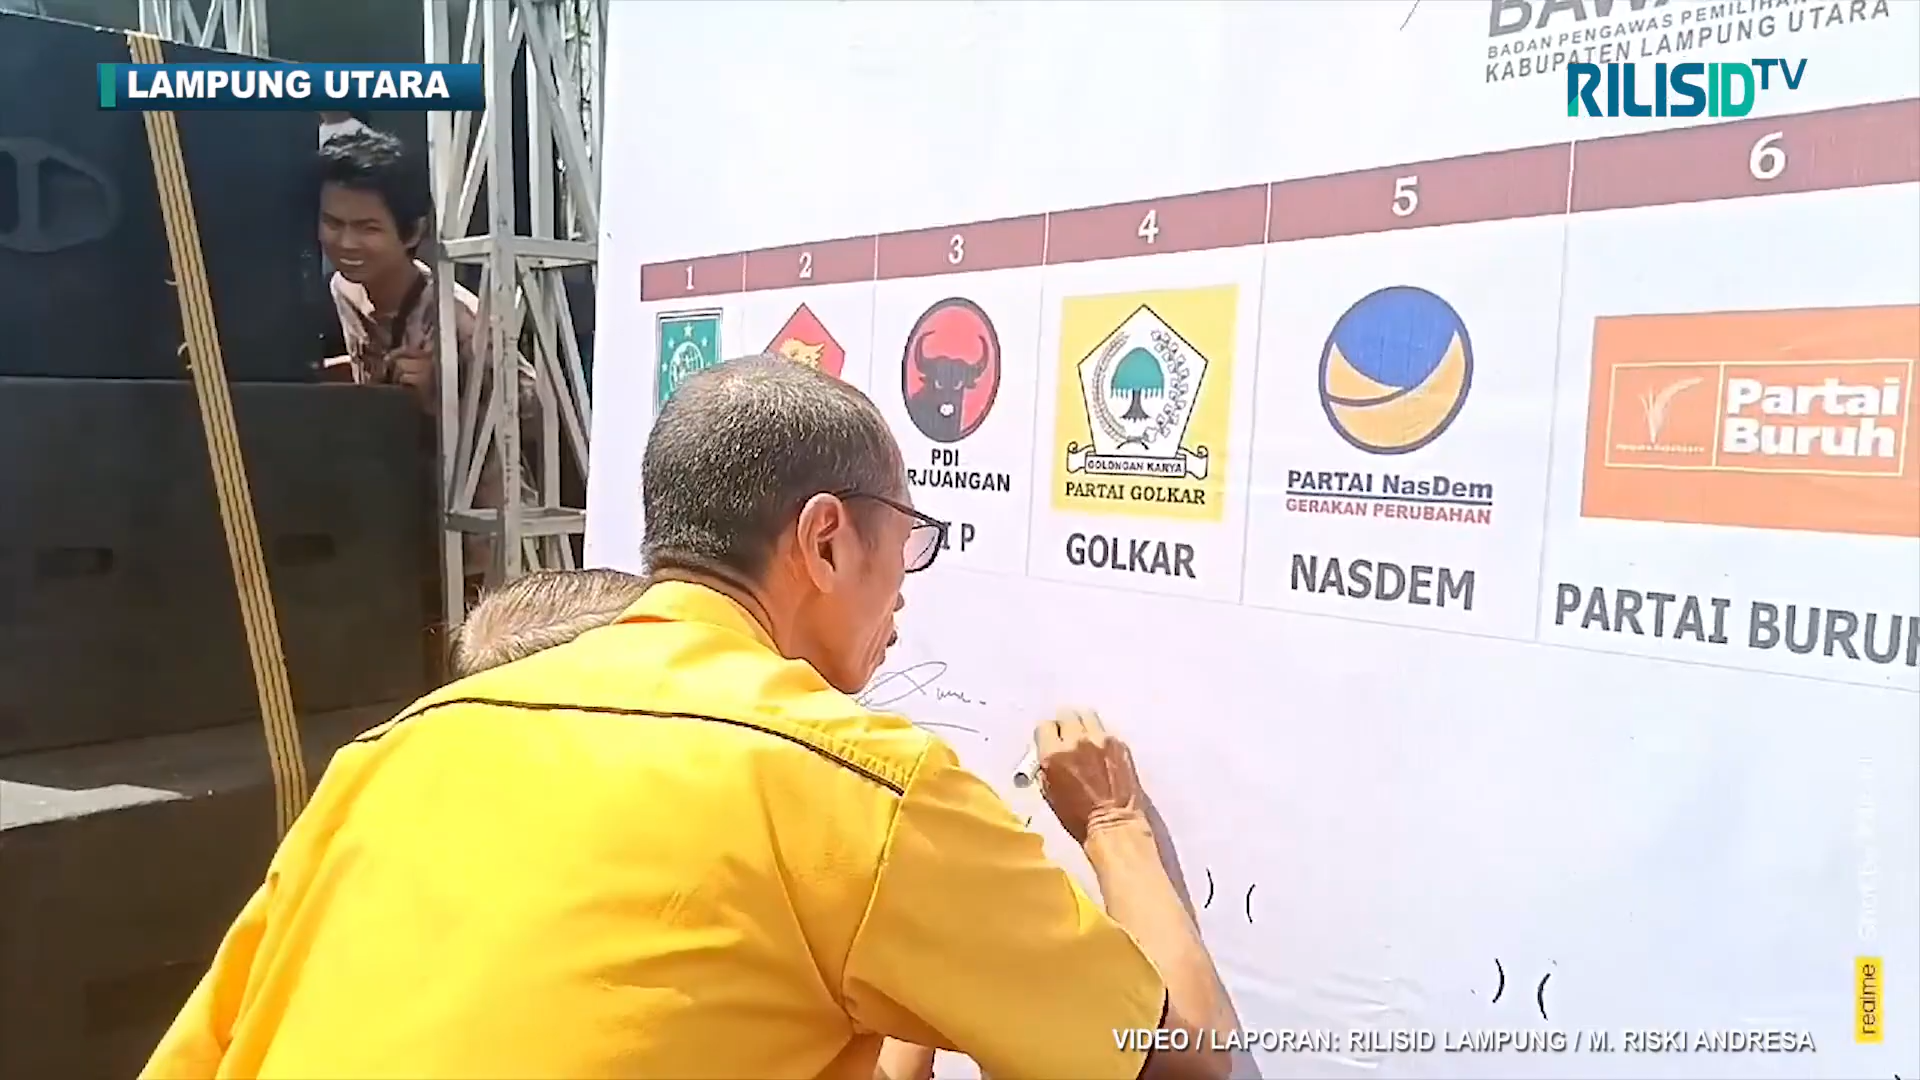 LAMPUNG UTARA
BADAN PENGAWAS PEMILIHAN
KABUPATEN LAMPUNG UTARA
RILISIDTV
1 2 3 4 5 6
PDI
RJUANGAN
I P
GOLONGAN KARYA
PARTAI GOLKAR
GOLKAR
PARTAI NasDem
GERAKAN PERUBAHAN
NASDEM
Partai
Buruh
PARTAI BURUH
realme
VIDEO / LAPORAN: RILISID LAMPUNG / M. RISKI ANDRESA